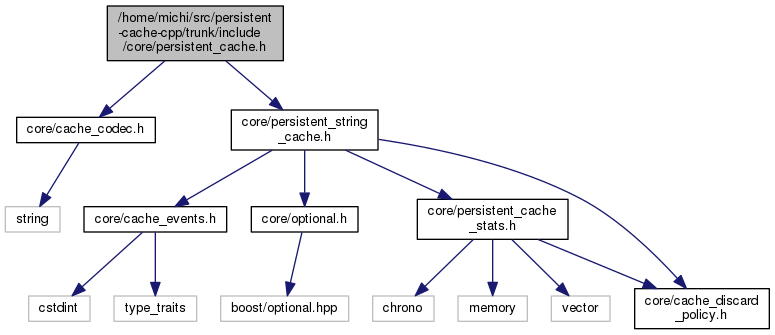 /home/michi/src/persistent
-cache-cpp/trunk/include
/core/persistent_cache.h
core/cache_codec.h
core/persistent_string
_cache.h
string
core/cache_events.h
core/optional.h
core/persistent_cache
_stats.h
cstdint
type_traits
boost/optional.hpp
chrono
memory
vector
core/cache_discard
_policy.h